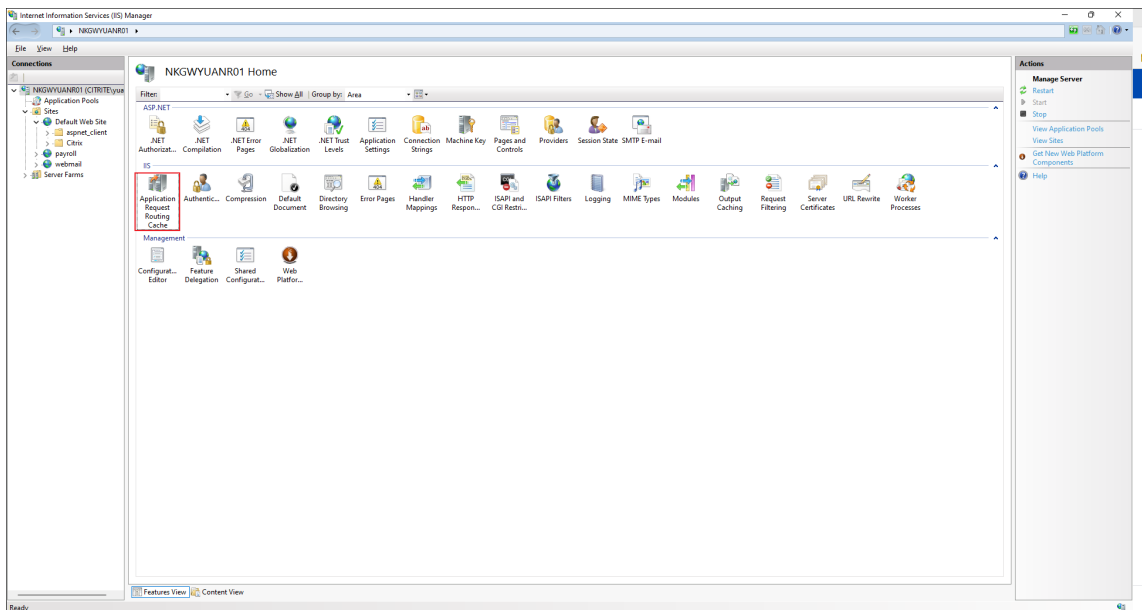 Internet Information Services (IIS) Manager
NKGWYUANR01
File View Help
Connections
NKGWYUANR01 (CITRITE\yua
Application Pools
Sites
Default Web Site
aspnet_client
Citrix
payroll
webmail
Server Farms
NKGWYUANR01 Home
Filter: Go Show All Group by: Area
ASP.NET
.NET Authorizat...
.NET Compilation
.NET Error Pages
.NET Globalization
.NET Trust Levels
Application Settings
Connection Strings
Machine Key
Pages and Controls
Providers
Session State
SMTP E-mail
IIS
Application Request Routing Cache
Authentic...
Compression
Default Document
Directory Browsing
Error Pages
Handler Mappings
HTTP Respon...
ISAPI and CGI Restri...
ISAPI Filters
Logging
MIME Types
Modules
Output Caching
Request Filtering
Server Certificates
URL Rewrite
Worker Processes
Management
Configurat... Editor
Feature Delegation
Shared Configurat...
Web Platfor...
Features View Content View
Ready
Actions
Manage Server
Restart
Start
Stop
View Application Pools
View Sites
Get New Web Platform
Components
Help